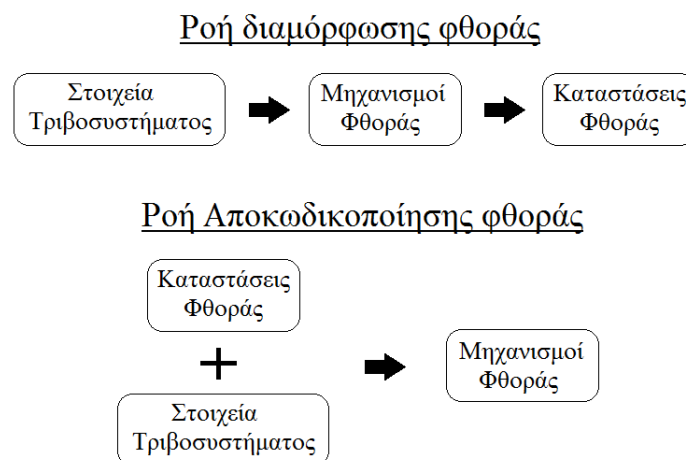 Ροή διαμόρφωσης φθοράς
Στοιχεία
Τριβοσυστήματος
Μηχανισμοί
Φθοράς
Καταστάσεις
Φθοράς
Ροή Αποκωδικοποίησης φθοράς
Καταστάσεις
Φθοράς
+
Στοιχεία
Τριβοσυστήματος
Μηχανισμοί
Φθοράς